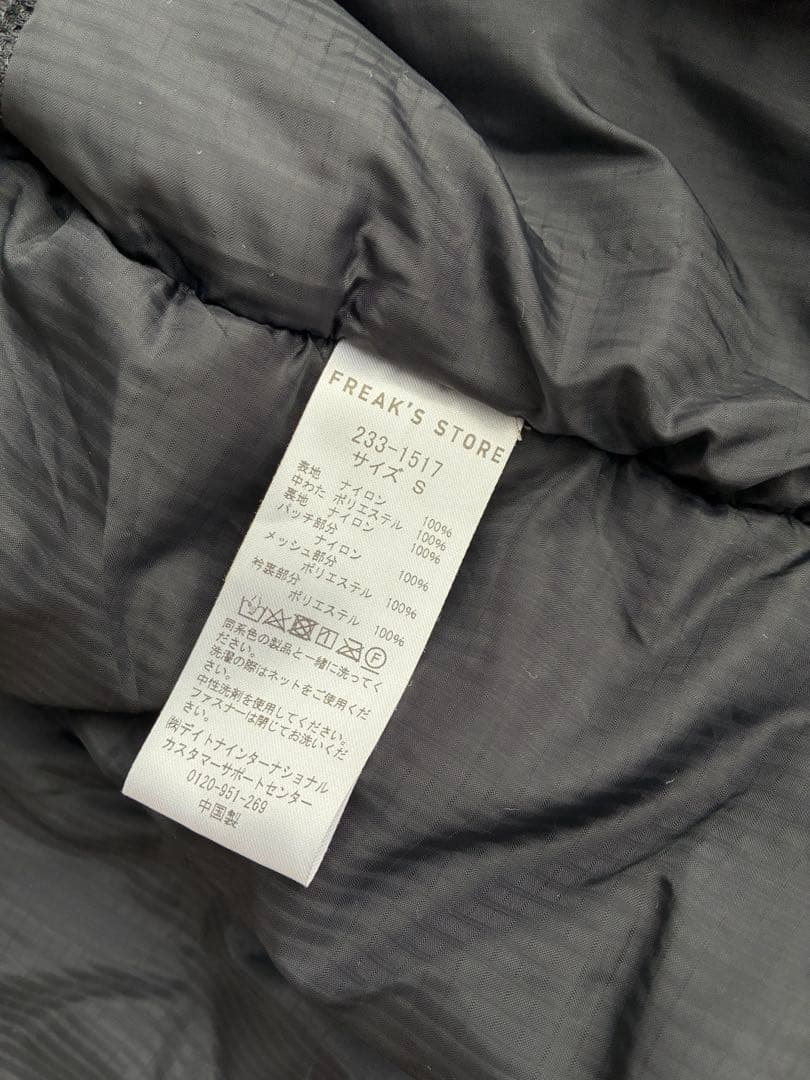 FREAK'S STORE
233-1517
サイズ S
表地 ナイロン 100%
中わた ポリエステル 100%
裏地 ナイロン 100%
パッチ部分
ナイロン 100%
メッシュ部分
ポリエステル 100%
衿裏部分
ポリエステル 100%
F
同系色の製品と一緒に洗ってく
ださい。
洗濯の際はネットをご使用くだ
さい。
中性洗剤を使用してください。
ファスナーは閉じてお洗いくだ
さい。
㈱デイトナインターナショナル
カスタマーサポートセンター
0120-951-269
中国製